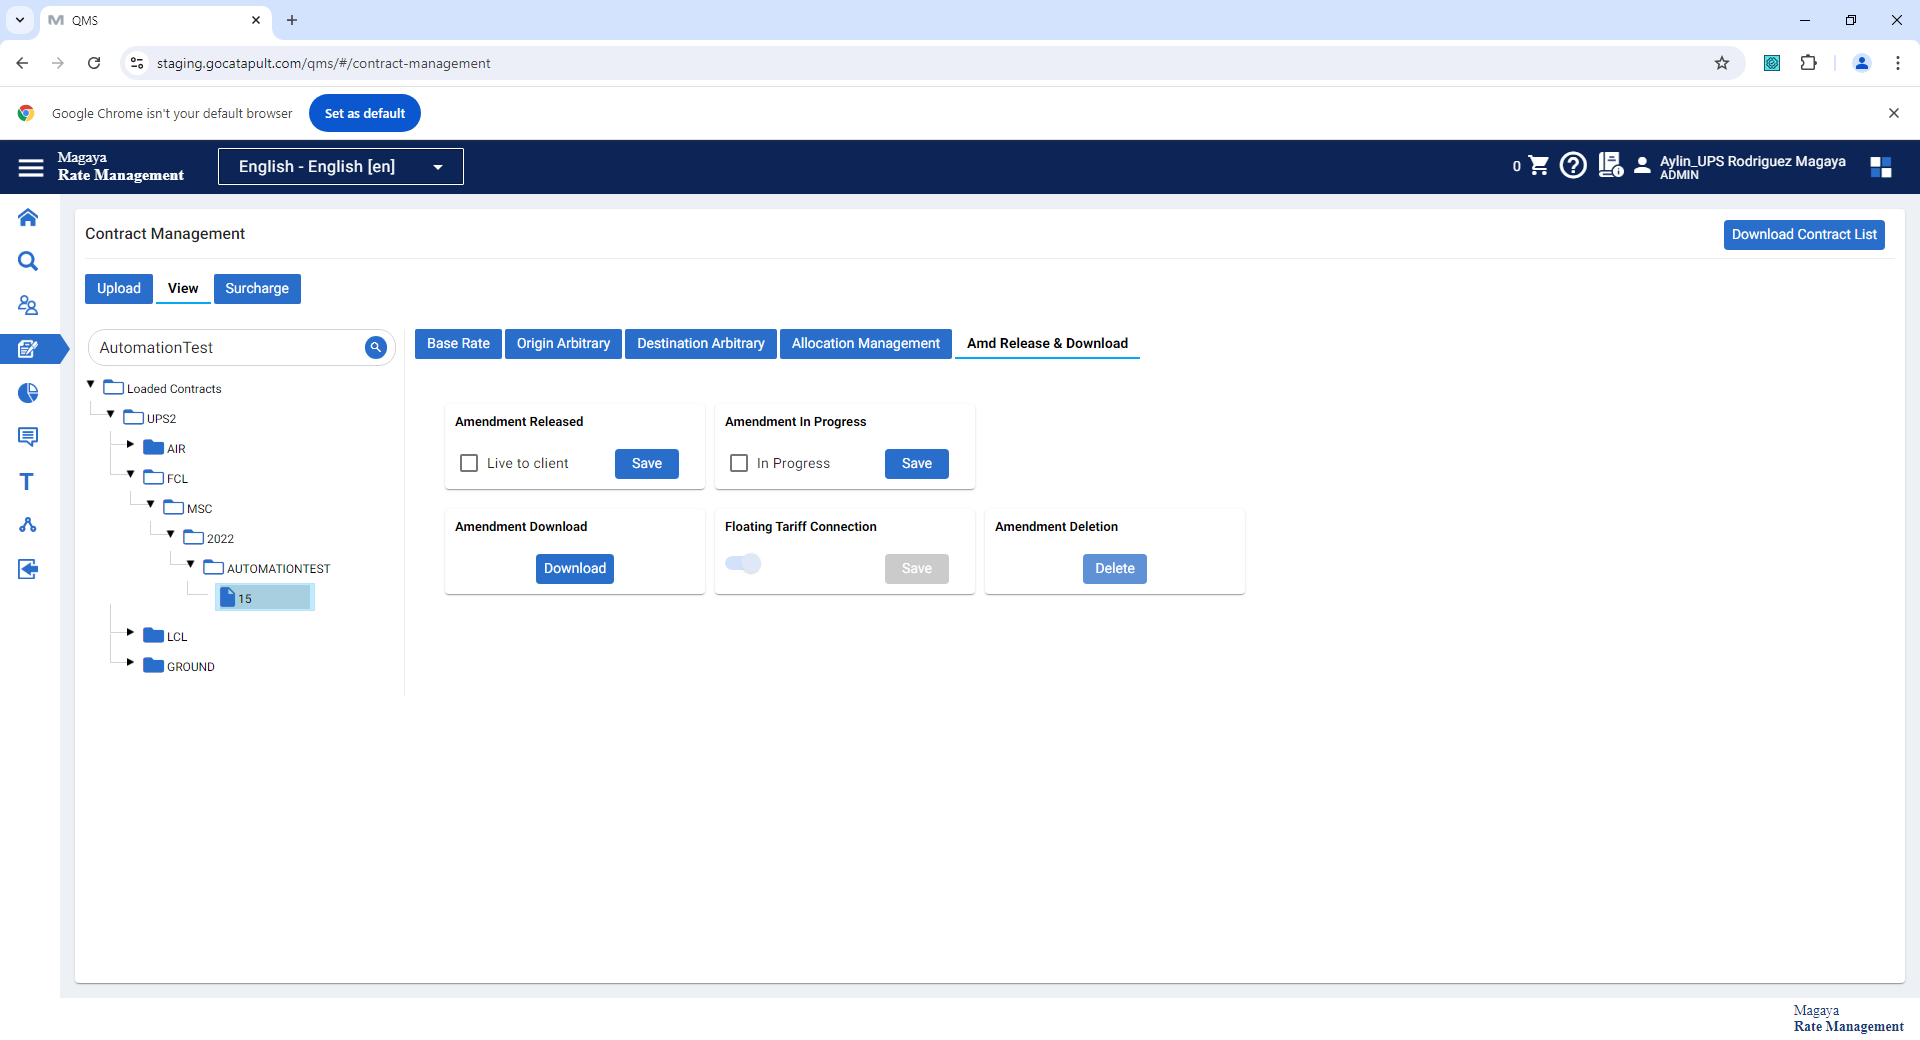 QMS
staging.gocatapult.com/qms/#/contract-management
Google Chrome isn't your default browser
Set as default
Magaya
Rate Management
English - English [en]
0
Aylin_UPS Rodriguez Magaya
ADMIN
Contract Management
Download Contract List
Upload
View
Surcharge
AutomationTest
Base Rate
Origin Arbitrary
Destination Arbitrary
Allocation Management
Amd Release & Download
Loaded Contracts
UPS2
AIR
FCL
MSC
2022
AUTOMATIONTEST
15
LCL
GROUND
Amendment Released
Live to client
Save
Amendment In Progress
In Progress
Save
Amendment Download
Download
Floating Tariff Connection
Save
Amendment Deletion
Delete
Magaya
Rate Management